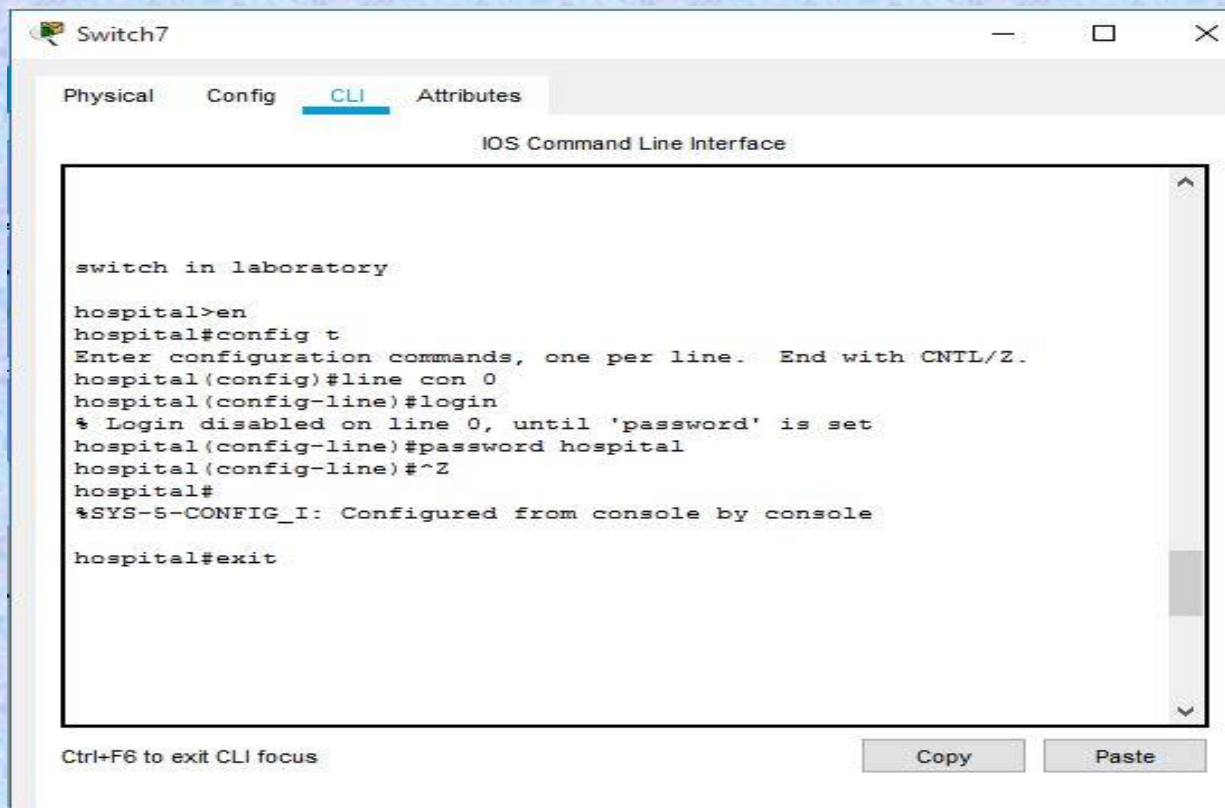 Switch7
Physical Config CLI Attributes
IOS Command Line Interface
switch in laboratory
hospital>en
hospital#config t
Enter configuration commands, one per line. End with CNTL/Z.
hospital(config)#line con 0
hospital(config-line)#login
% Login disabled on line 0, until 'password' is set
hospital(config-line)#password hospital
hospital(config-line)#^Z
hospital#
%SYS-5-CONFIG_I: Configured from console by console
hospital#exit
Ctrl+F6 to exit CLI focus
Copy Paste